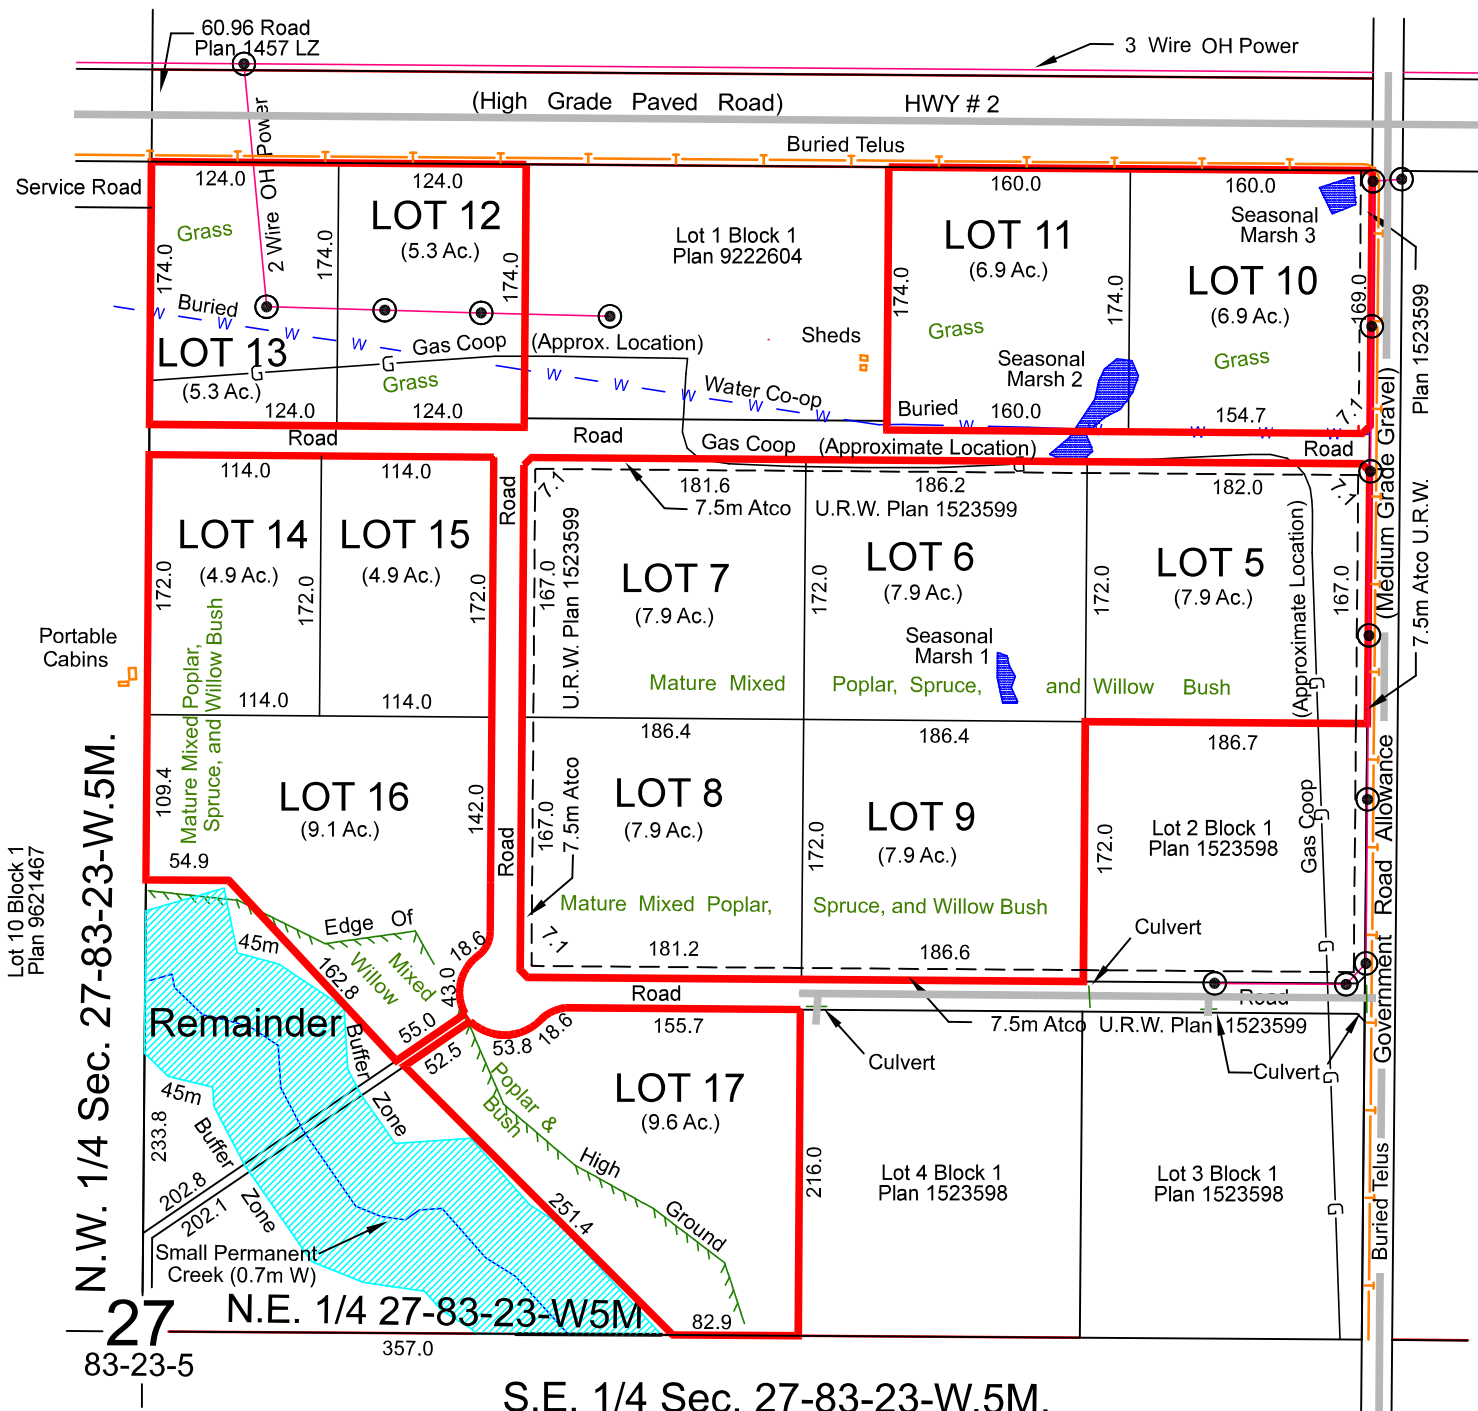 60.96 Road
Plan 1457 LZ
3 Wire OH Power
(High Grade Paved Road) HWY # 2
Buried Telus
Service Road
2 Wire OH Power
124.0
124.0
160.0
160.0
Grass
LOT 12
(5.3 Ac.)
Lot 1 Block 1
Plan 9222604
LOT 11
(6.9 Ac.)
Seasonal
Marsh 3
LOT 10
(6.9 Ac.)
174.0
174.0
174.0
174.0
174.0
169.0
Plan 1523599
Buried
W W W W
LOT 13
(5.3 Ac.)
G G
Gas Coop (Approx. Location)
Grass
Sheds
Grass
Seasonal
Marsh 2
Grass
W W W W W
Water Co-op
Buried
W W W W
124.0
124.0
160.0
154.7
7.1
Road
Road
Gas Coop (Approximate Location)
G
Road
114.0
114.0
Road
7.1
181.6
186.2
182.0
7.1
7.5m Atco U.R.W. Plan 1523599
LOT 14
(4.9 Ac.)
LOT 15
(4.9 Ac.)
LOT 7
(7.9 Ac.)
LOT 6
(7.9 Ac.)
LOT 5
(7.9 Ac.)
172.0
172.0
172.0
167.0
U.R.W. Plan 1523599
172.0
172.0
167.0
(Approximate Location)
(Medium Grade Gravel)
7.5m Atco U.R.W.
Portable
Cabins
Mature Mixed Poplar,
Spruce, and Willow Bush
Seasonal
Marsh 1
Mature Mixed Poplar, Spruce, and Willow Bush
G
114.0
114.0
186.4
186.4
186.7
N.W. 1/4 Sec. 27-83-23-W.5M.
109.4
LOT 16
(9.1 Ac.)
142.0
Road
167.0
7.5m Atco
LOT 8
(7.9 Ac.)
LOT 9
(7.9 Ac.)
172.0
172.0
Lot 2 Block 1
Plan 1523598
Gas Coop
G
Government Road Allowance
Lot 10 Block 1
Plan 9621467
54.9
Mature Mixed Poplar, Spruce, and Willow Bush
Edge Of
Mixed
Willow
45m
162.8
18.6
43.0
7.1
181.2
186.6
Culvert
G
Remainder
Buffer
Zone
55.0
52.5
53.8
18.6
Road
155.7
Road
7.5m Atco U.R.W. Plan 1523599
Culvert
Culvert
G
45m
Buffer
Zone
Poplar &
Bush
LOT 17
(9.6 Ac.)
233.8
202.8
202.1
High
Ground
251.4
216.0
Lot 4 Block 1
Plan 1523598
Lot 3 Block 1
Plan 1523598
G
Buried Telus
Small Permanent
Creek (0.7m W)
N.E. 1/4 27-83-23-W5M
82.9
27
83-23-5
357.0
S.E. 1/4 Sec. 27-83-23-W.5M.